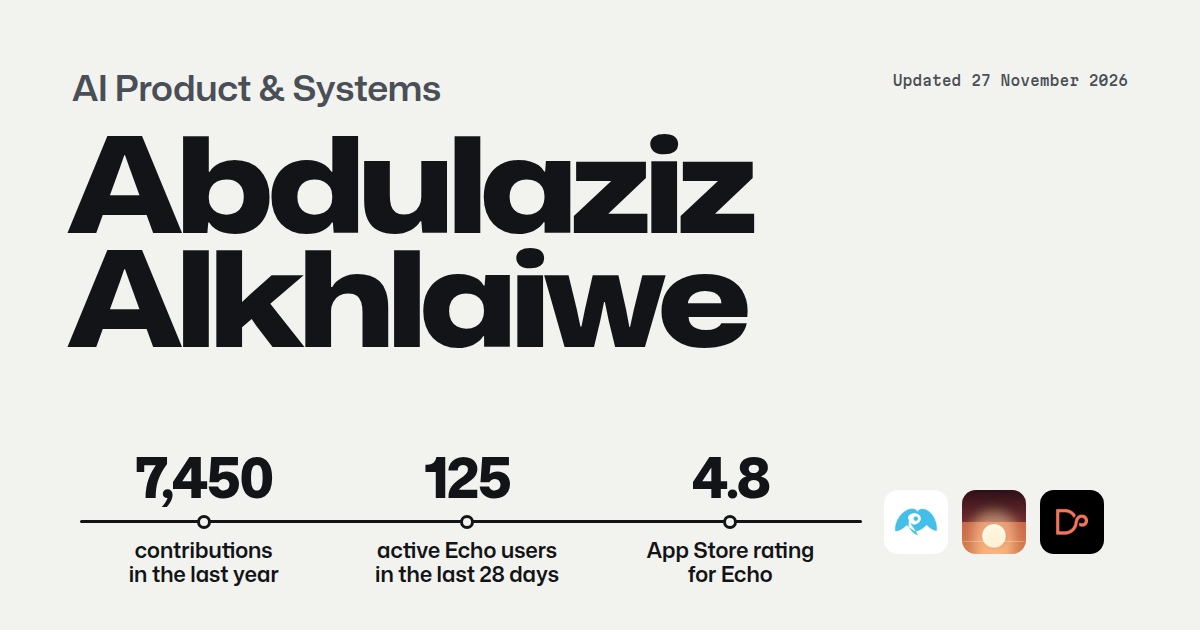 AI Product & Systems
Updated 27 November 2026
Abdulaziz
Alkhlaiwe
7,450
contributions
in the last year
125
active Echo users
in the last 28 days
4.8
App Store rating
for Echo